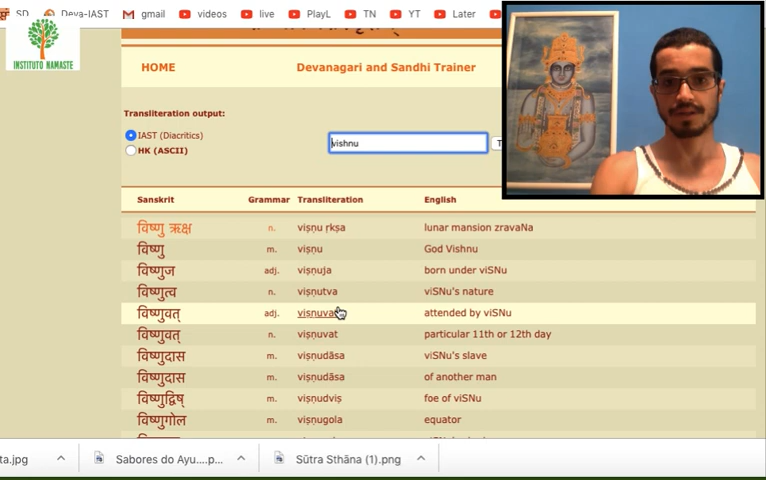 SD Deva-IAST gmail videos live PlayL TN YT Later
INSTITUTO NAMASTE
HOME Devanagari and Sandhi Trainer
Transliteration output:
IAST (Diacritics)
HK (ASCII)
vishnu T
Sanskrit Grammar Transliteration English
विष्णु ऋक्ष n. viṣṇu ṛkṣa lunar mansion zravaNa
विष्णु m. viṣṇu God Vishnu
विष्णुज adj. viṣṇuja born under viSNu
विष्णुत्व n. viṣṇutva viSNu's nature
विष्णुवत् adj. viṣṇuvat attended by viSNu
विष्णुवत् n. viṣṇuvat particular 11th or 12th day
विष्णुदास m. viṣṇudāsa viSNu's slave
विष्णुदास m. viṣṇudāsa of another man
विष्णुद्विष् m. viṣṇudviṣ foe of viSNu
विष्णुगोल m. viṣṇugola equator
ta.jpg Sabores do Ayu....p... Sūtra Sthāna (1).png